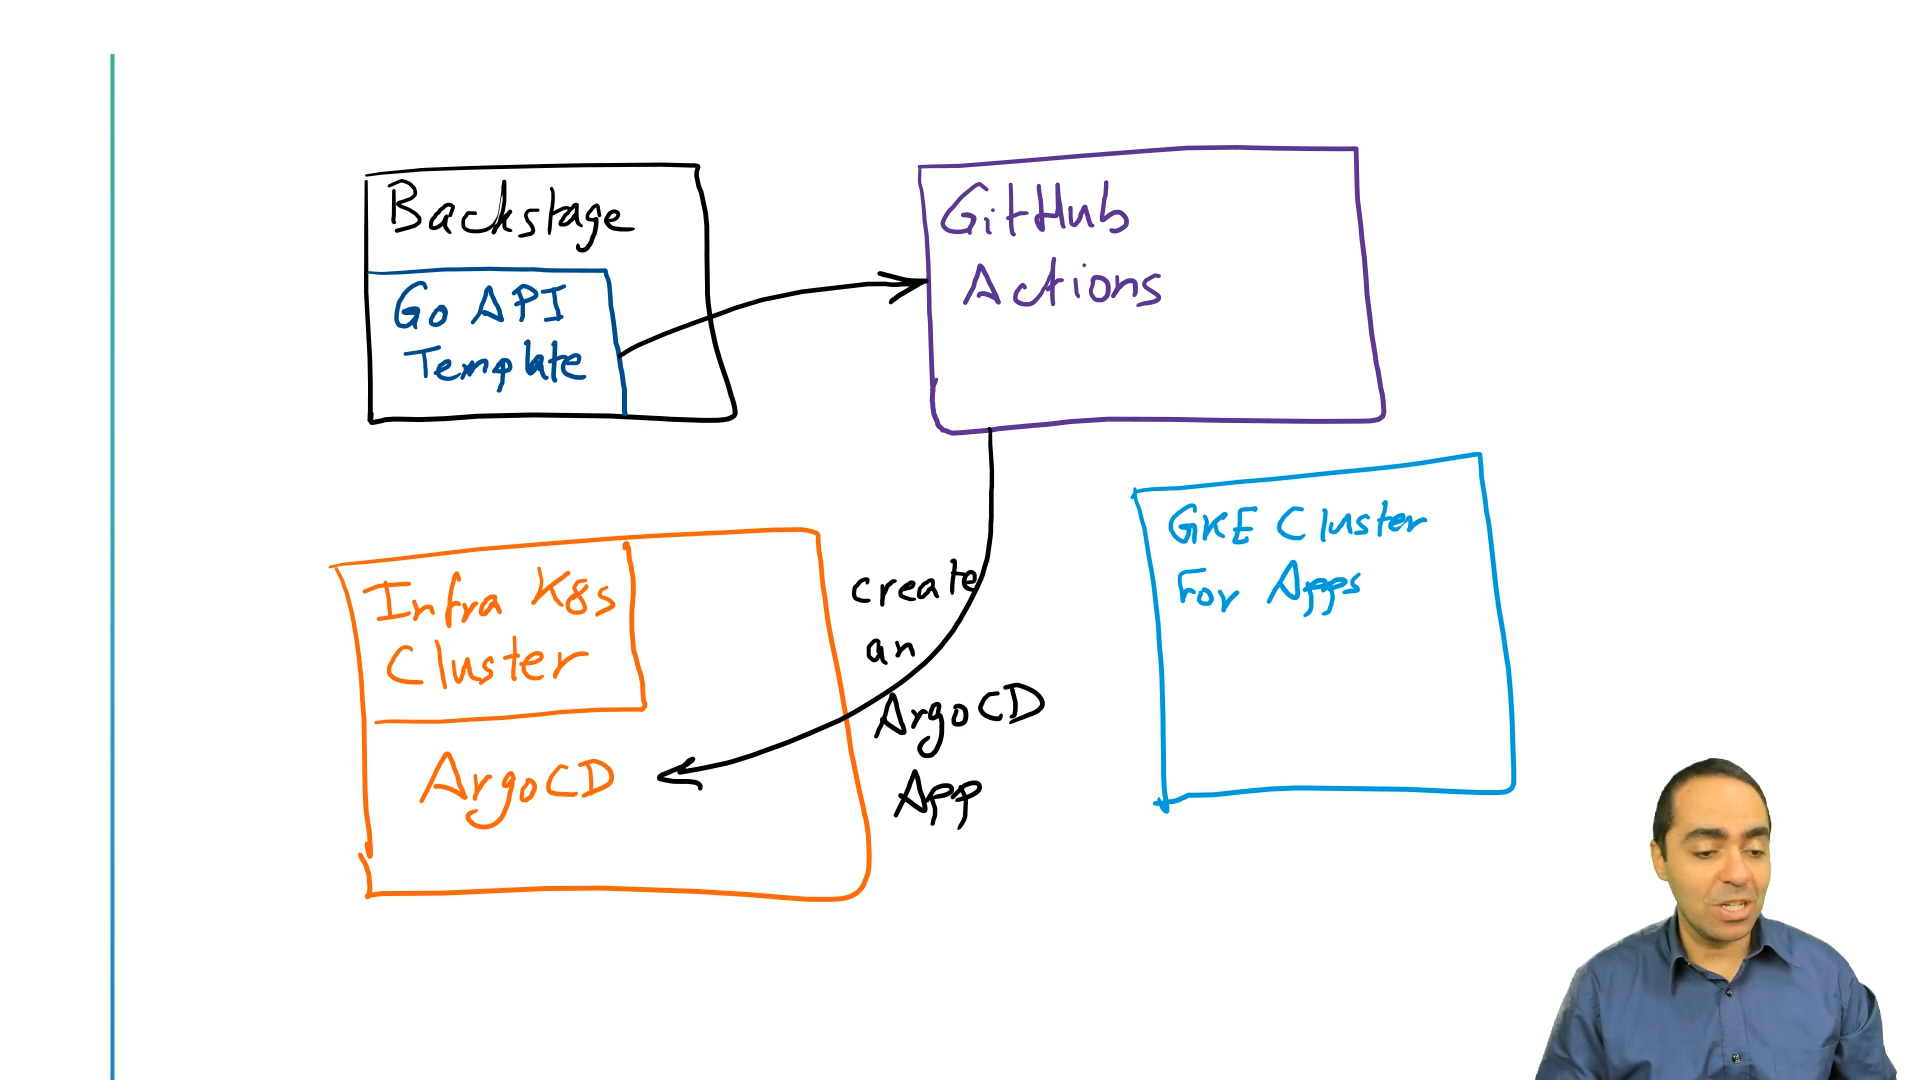 Backstage
Go API
Template
GitHub
Actions
Infra K8s
Cluster
ArgoCD
create
an
ArgoCD
App
GKE Cluster
For Apps